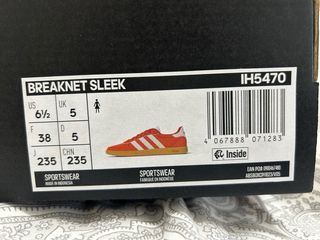 BREAKNET SLEEK IH5470
US 6½ UK 5
F 38 D 5
J 235 CHN 235
4 067888 071283
Inside
SPORTSWEAR SPORTSWEAR
MADE IN INDONESIA FABRIQUÉ EN INDONESIE